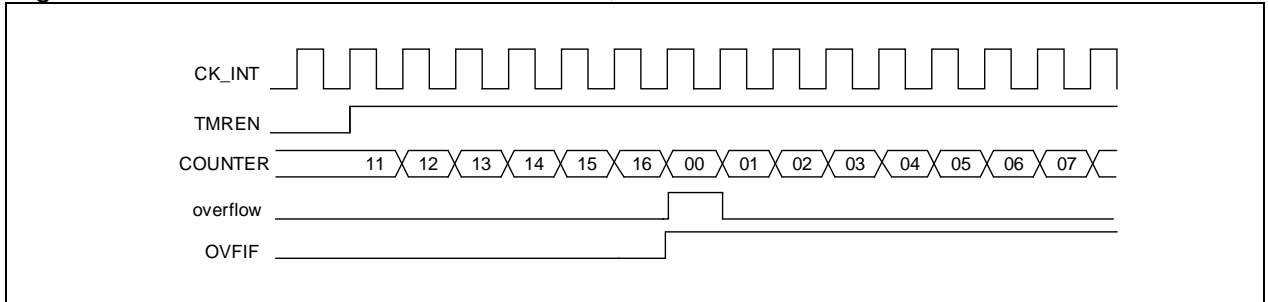 CK_INT
TMREN
COUNTER 11 12 13 14 15 16 00 01 02 03 04 05 06 07
overflow
OVFIF